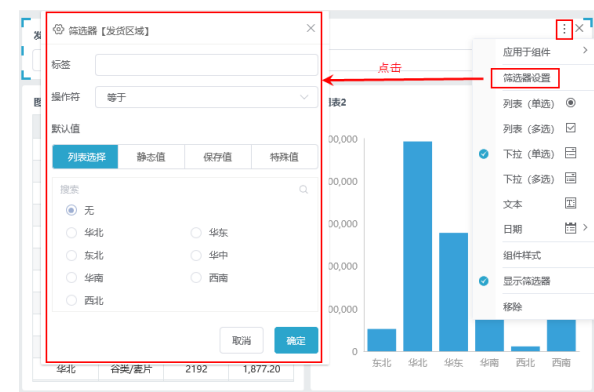 发
筛选器【发货区域】
标签
操作符 等于
默认值
列表选择 静态值 保存值 特殊值
搜索
无
华北 华东
东北 华中
华南 西南
西北
取消 确定
点击
应用于组件
筛选器设置
列表（单选）
列表（多选）
下拉（单选）
下拉（多选）
文本
日期
组件样式
显示筛选器
移除
图
图表2
00,000
00,000
00,000
00,000
00,000
0
东北 华北 华东 华南 西北 西南
华北 谷类/麦片 2192 1,877.20